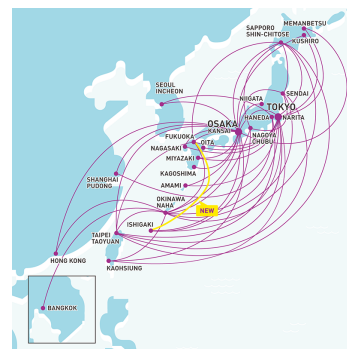 MEMANBETSU
SAPPORO
SHIN-CHITOSE
KUSHIRO
SEOUL
INCHEON
SENDAI
NIIGATA
TOKYO
OSAKA
KANSAI
HANEDA
NARITA
FUKUOKA
OITA
NAGOYA
CHUBU
NAGASAKI
MIYAZAKI
KAGOSHIMA
SHANGHAI
PUDONG
AMAMI
OKINAWA
NAHA
NEW
ISHIGAKI
TAIPEI
TAOYUAN
HONG KONG
KAOHSIUNG
BANGKOK